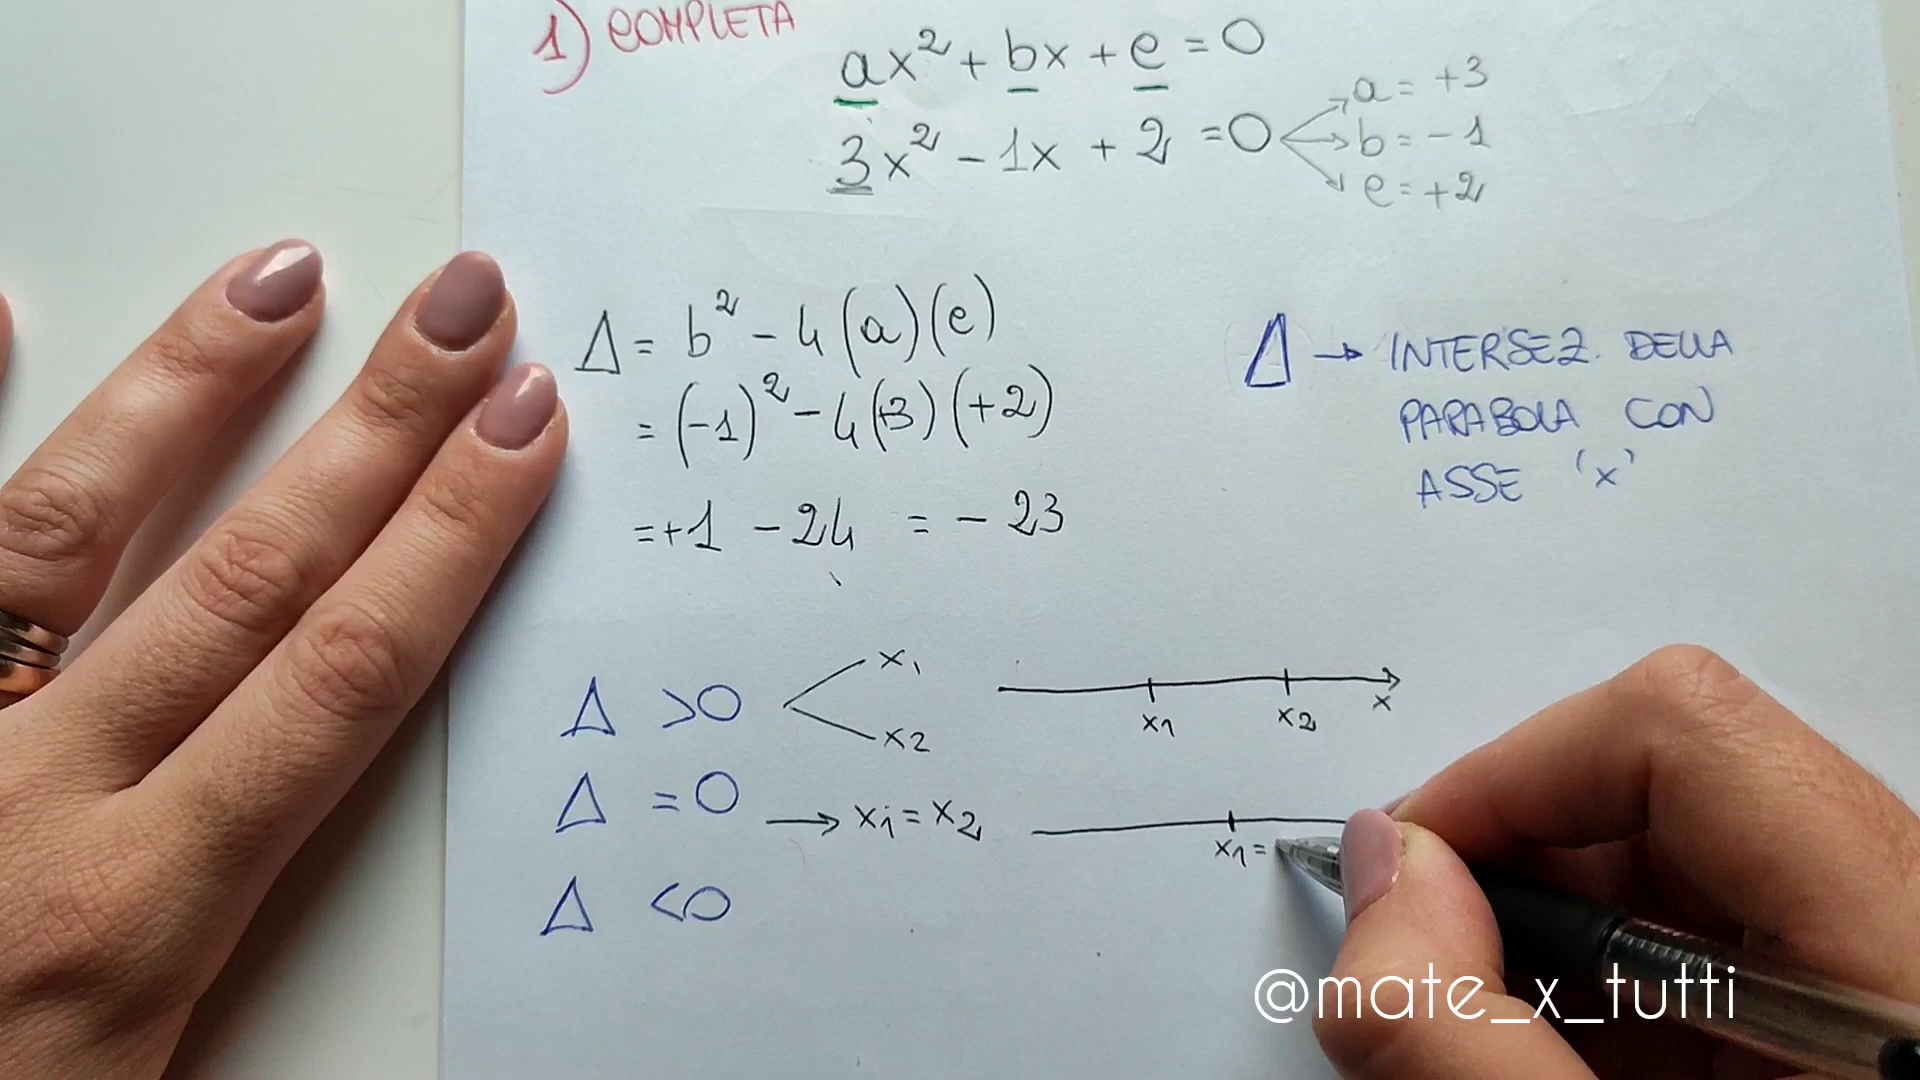 1) COMPLETA
ax² + bx + c = 0
3x² - 1x + 2 = 0
a = +3
b = -1
c = +2
Δ = b² - 4(a)(c)
= (-1)² - 4(+3)(+2)
= +1 - 24 = - 23
Δ → INTERSEZ. DELLA
PARABOLA CON
ASSE 'x'
Δ >0
x₁
x₂
x₁ x₂ x
Δ =0 → x₁ = x₂
x₁ =
Δ <0
@mate_x_tutti